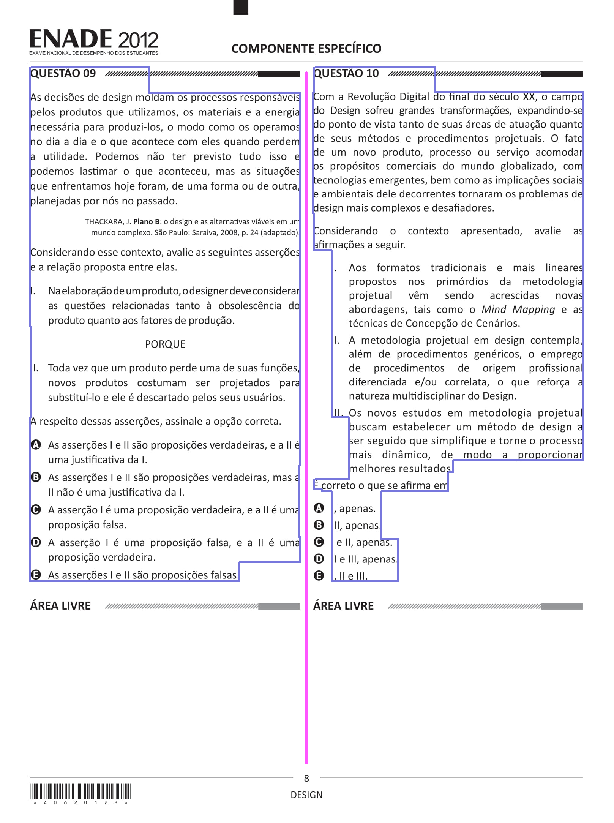 ENADE 2012
EXAME NACIONAL DE DESEMPENHO DOS ESTUDANTES
COMPONENTE ESPECÍFICO
QUESTÃO 09
As decisões de design moldam os processos responsáveis
pelos produtos que utilizamos, os materiais e a energia
necessária para produzi-los, o modo como os operamos
no dia a dia e o que acontece com eles quando perdem
a utilidade. Podemos não ter previsto tudo isso e
podemos lastimar o que aconteceu, mas as situações
que enfrentamos hoje foram, de uma forma ou de outra,
planejadas por nós no passado.
THACKARA, J. Plano B: o design e as alternativas viáveis em um
mundo complexo. São Paulo: Saraiva, 2008, p. 24 (adaptado).
Considerando esse contexto, avalie as seguintes asserções
e a relação proposta entre elas.
I. Na elaboração de um produto, o designer deve considerar
as questões relacionadas tanto à obsolescência do
produto quanto aos fatores de produção.
PORQUE
I. Toda vez que um produto perde uma de suas funções,
novos produtos costumam ser projetados para
substituí-lo e ele é descartado pelos seus usuários.
A respeito dessas asserções, assinale a opção correta.
A As asserções I e II são proposições verdadeiras, e a II é
uma justificativa da I.
B As asserções I e II são proposições verdadeiras, mas a
II não é uma justificativa da I.
C A asserção I é uma proposição verdadeira, e a II é uma
proposição falsa.
D A asserção I é uma proposição falsa, e a II é uma
proposição verdadeira.
E As asserções I e II são proposições falsas.
ÁREA LIVRE
QUESTÃO 10
Com a Revolução Digital do final do século XX, o campo
do Design sofreu grandes transformações, expandindo-se
do ponto de vista tanto de suas áreas de atuação quanto
de seus métodos e procedimentos projetuais. O fato
de um novo produto, processo ou serviço acomodar
os propósitos comerciais do mundo globalizado, com
tecnologias emergentes, bem como as implicações sociais
e ambientais dele decorrentes tornaram os problemas de
design mais complexos e desafiadores.
Considerando o contexto apresentado, avalie as
afirmações a seguir.
. Aos formatos tradicionais e mais lineares
propostos nos primórdios da metodologia
projetual vêm sendo acrescidas novas
abordagens, tais como o Mind Mapping e as
técnicas de Concepção de Cenários.
I. A metodologia projetual em design contempla,
além de procedimentos genéricos, o emprego
de procedimentos de origem profissional
diferenciada e/ou correlata, o que reforça a
natureza multidisciplinar do Design.
II. Os novos estudos em metodologia projetual
buscam estabelecer um método de design a
ser seguido que simplifique e torne o processo
mais dinâmico, de modo a proporcionar
melhores resultados.
É correto o que se afirma em
A , apenas.
B II, apenas.
C e II, apenas.
D I e III, apenas.
E , II e III.
ÁREA LIVRE
8
DESIGN